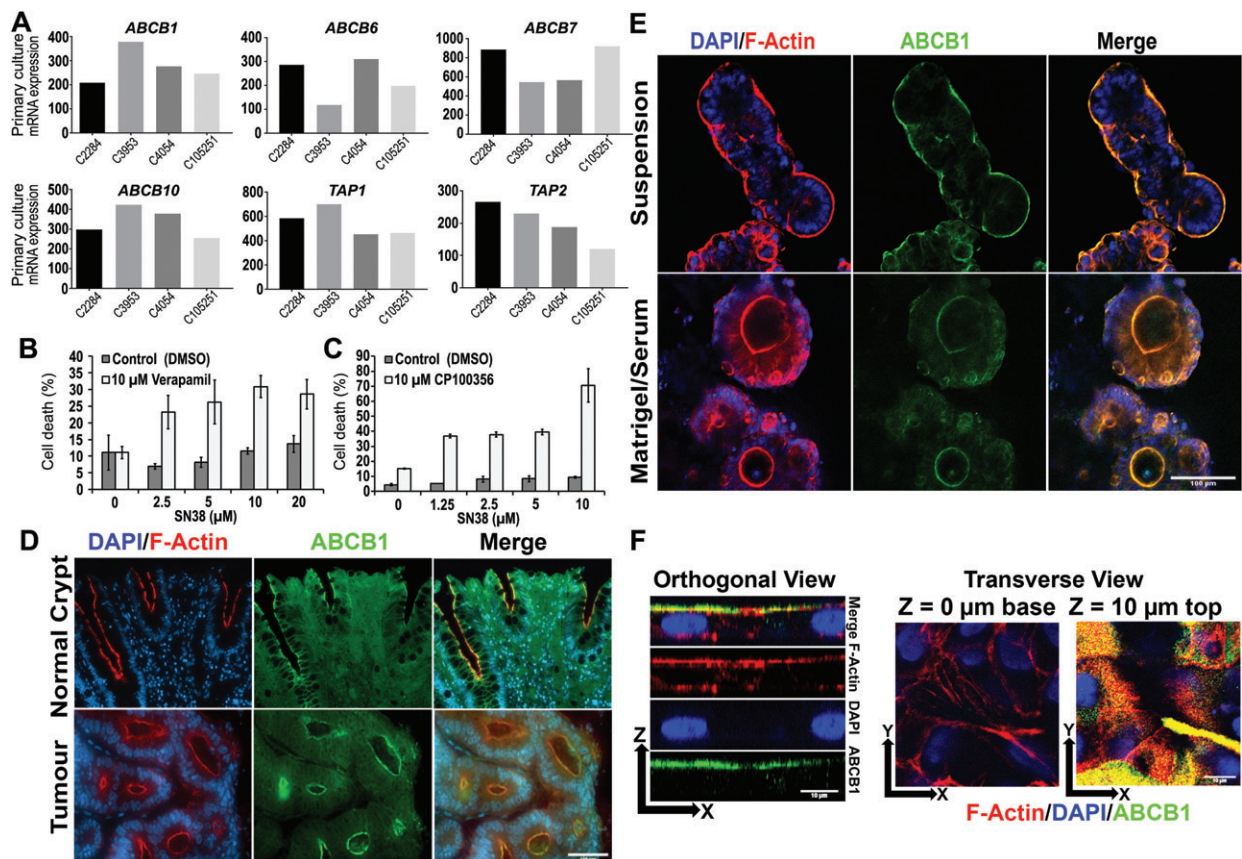 A
ABCB1
ABCB6
ABCB7
Primary culture
mRNA expression
400
300
200
100
0
C2284
C3953
C4054
C105251
400
300
200
100
0
C2284
C3953
C4054
C105251
1000
800
600
400
200
0
C2284
C3953
C4054
C105251
ABCB10
TAP1
TAP2
Primary culture
mRNA expression
500
400
300
200
100
0
C2284
C3953
C4054
C105251
800
600
400
200
0
C2284
C3953
C4054
C105251
300
200
100
0
C2284
C3953
C4054
C105251
B
Control (DMSO)
10 µM Verapamil
Cell death (%)
40
35
30
25
20
15
10
5
0
0 2.5 5 10 20
SN38 (µM)
C
Control (DMSO)
10 µM CP100356
Cell death (%)
90
80
70
60
50
40
30
20
10
0
0 1.25 2.5 5 10
SN38 (µM)
D
DAPI/F-Actin
ABCB1
Merge
Normal Crypt
Tumour
E
DAPI/F-Actin
ABCB1
Merge
Suspension
Matrigel/Serum
100 µm
F
Orthogonal View
Merge
F-Actin
DAPI
ABCB1
Z
X
10 µm
Transverse View
Z = 0 µm base
Z = 10 µm top
Y
X
Y
X
10 µm
F-Actin/DAPI/ABCB1